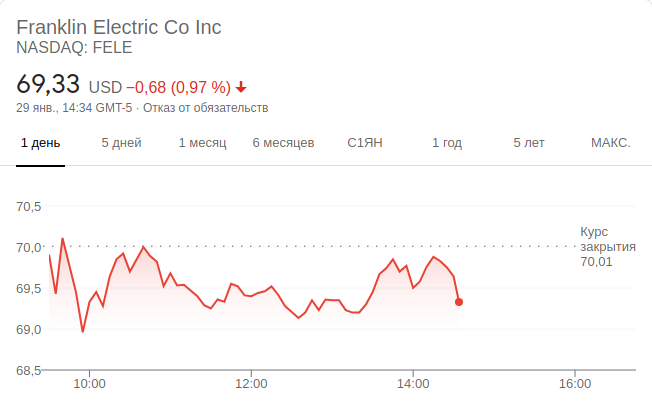 Franklin Electric Co Inc
NASDAQ: FELE
69,33 USD −0,68 (0,97 %)
29 янв., 14:34 GMT-5 · Отказ от обязательств
1 день 5 дней 1 месяц 6 месяцев С1ЯН 1 год 5 лет МАКС.
70,5
Курс
70,0 закрытия
70,01
69,5
69,0
68,5
10:00 12:00 14:00 16:00